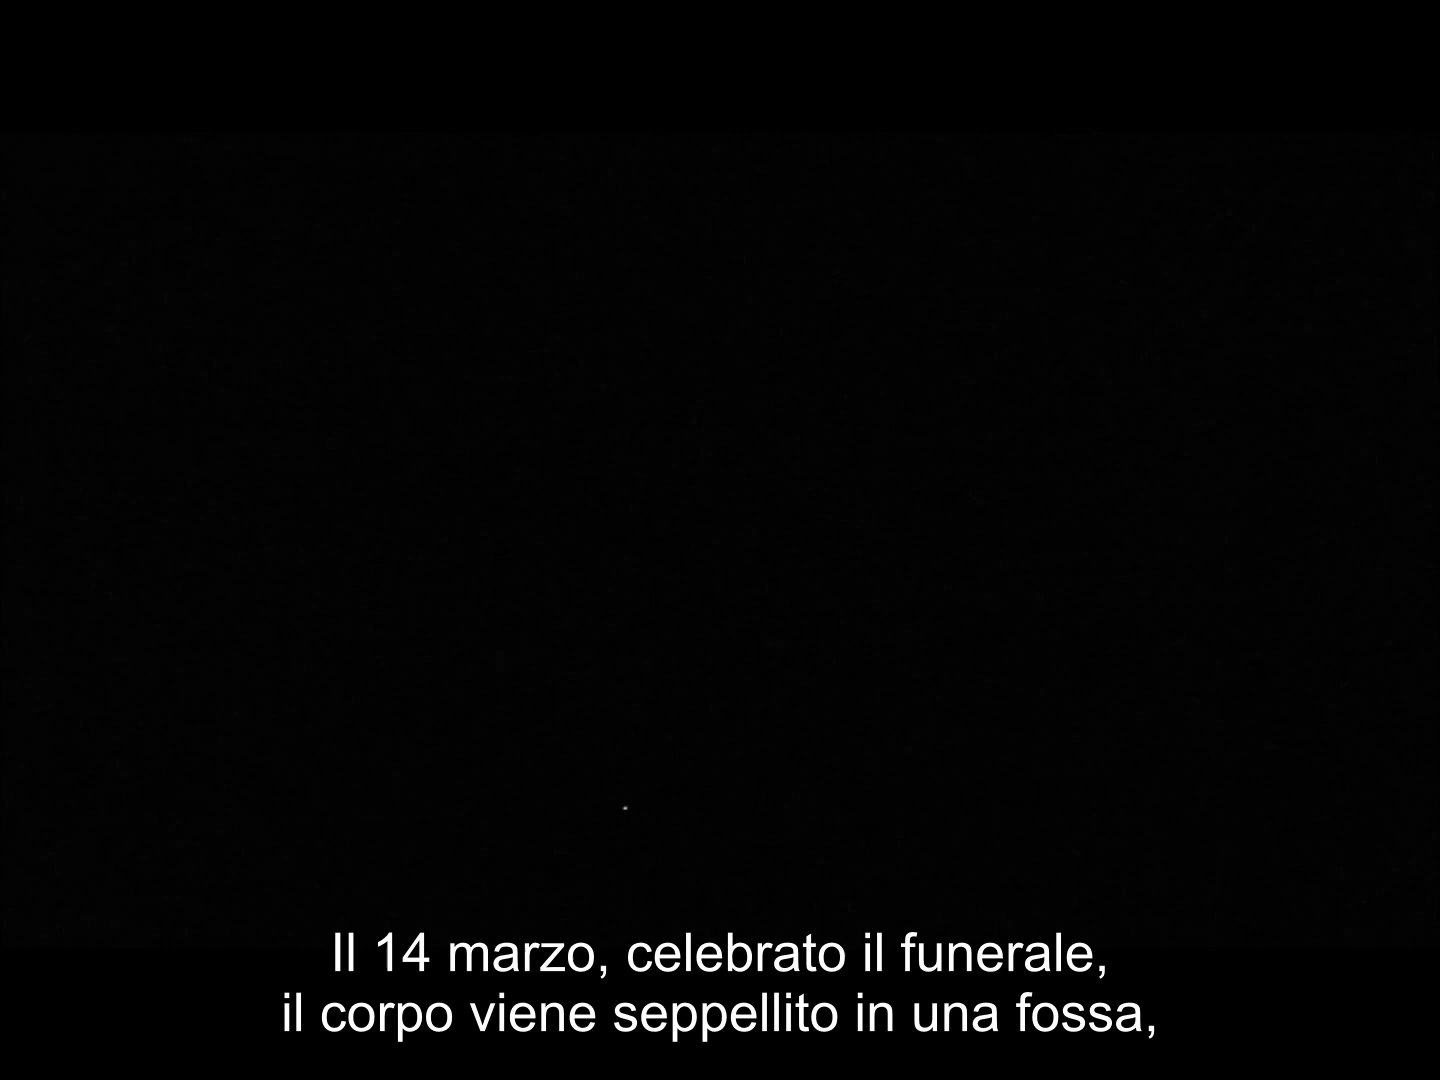 Il 14 marzo, celebrato il funerale,
il corpo viene seppellito in una fossa,